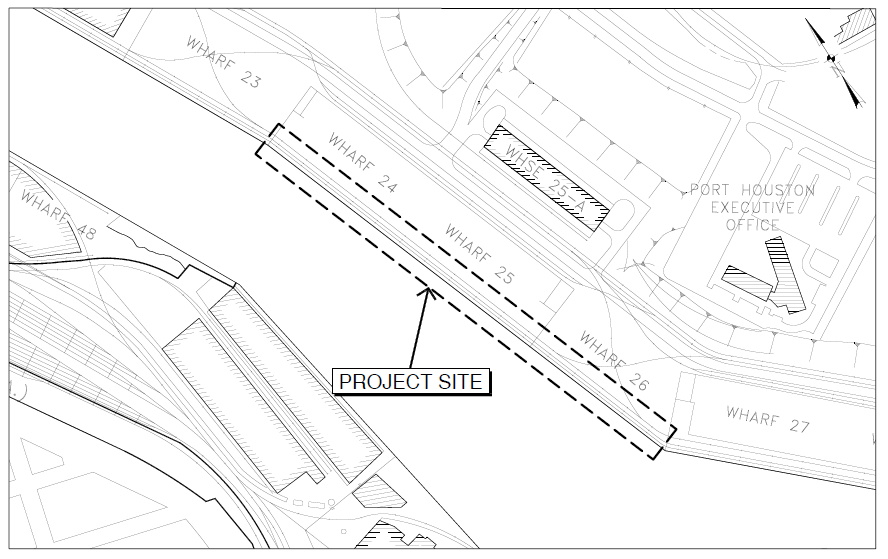 WHARF 23
WHARF 24
WHSE 25-A
PORT HOUSTON
EXECUTIVE
OFFICE
WHARF 48
WHARF 25
WHARF 26
PROJECT SITE
WHARF 27